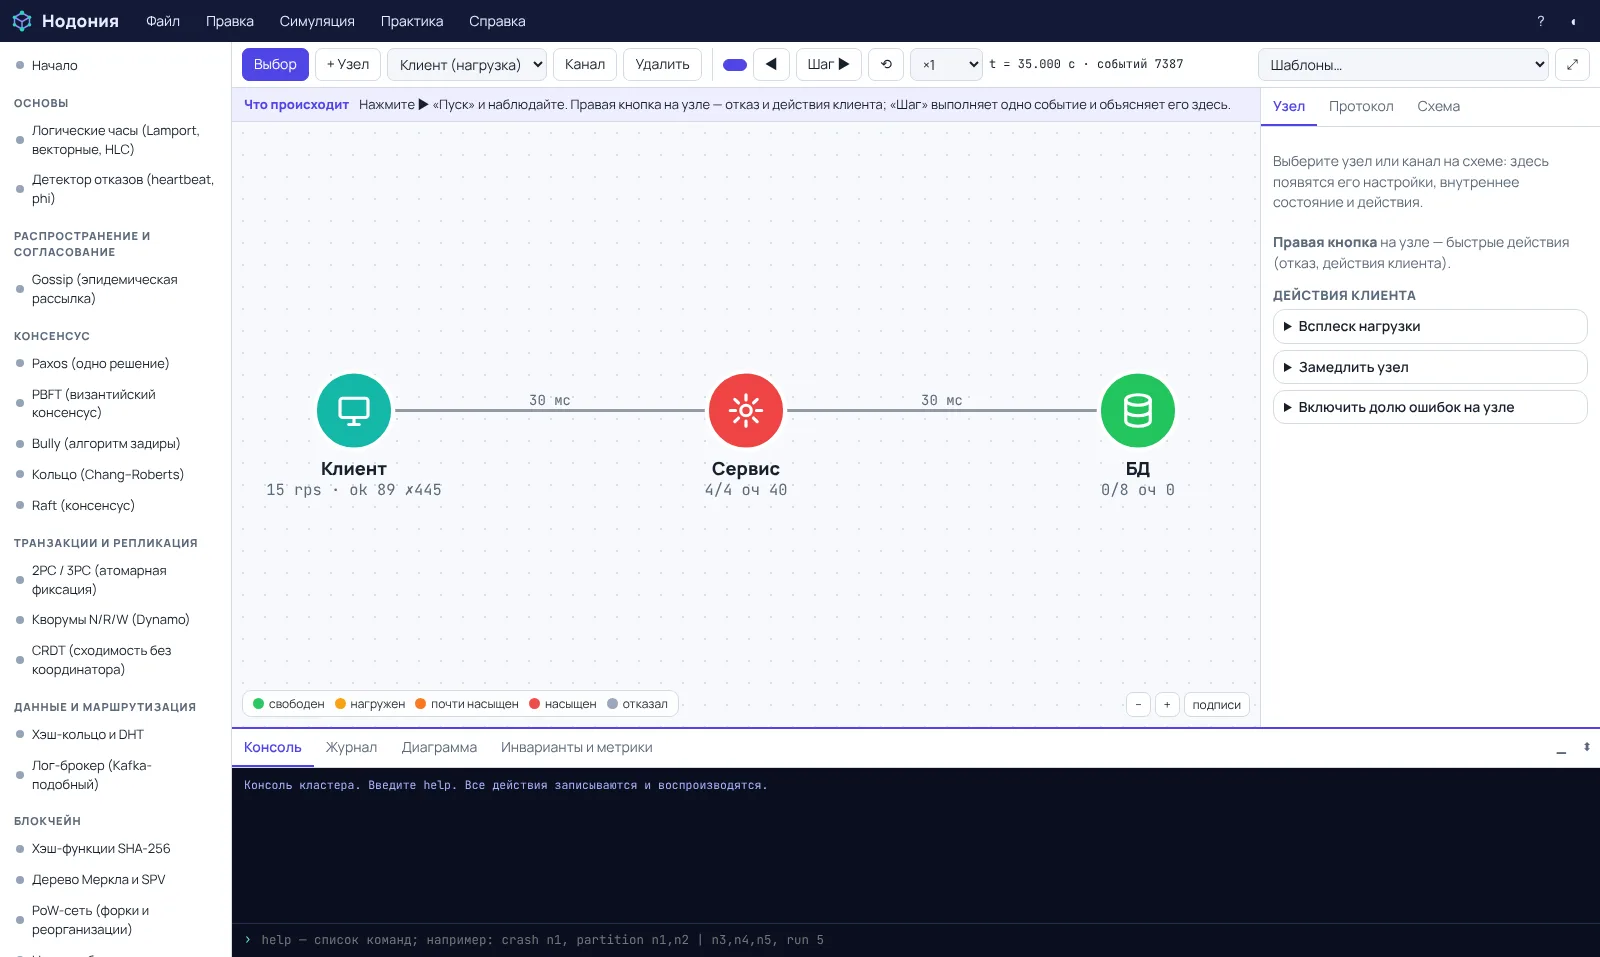 Нодония
Файл
Правка
Симуляция
Практика
Справка
?
Начало
ОСНОВЫ
Логические часы (Lamport,
векторные, HLC)
Детектор отказов (heartbeat,
phi)
РАСПРОСТРАНЕНИЕ И
СОГЛАСОВАНИЕ
Gossip (эпидемическая
рассылка)
КОНСЕНСУС
Paxos (одно решение)
PBFT (византийский
консенсус)
Bully (алгоритм задиры)
Кольцо (Chang–Roberts)
Raft (консенсус)
ТРАНЗАКЦИИ И РЕПЛИКАЦИЯ
2PC / 3PC (атомарная
фиксация)
Кворумы N/R/W (Dynamo)
CRDT (сходимость без
координатора)
ДАННЫЕ И МАРШРУТИЗАЦИЯ
Хэш-кольцо и DHT
Лог-брокер (Kafka-
подобный)
БЛОКЧЕЙН
Хэш-функции SHA-256
Дерево Меркла и SPV
PoW-сеть (форки и
реорганизации)
Выбор
+ Узел
Клиент (нагрузка)
Канал
Удалить
◀
Шаг ▶
⟲
×1
t = 35.000 с · событий 7387
Шаблоны…
⤢
Что происходит Нажмите ▶ «Пуск» и наблюдайте. Правая кнопка на узле — отказ и действия клиента; «Шаг» выполняет одно событие и объясняет его здесь.
30 мс
30 мс
Клиент
15 rps · ok 89 ✗445
Сервис
4/4 оч 40
БД
0/8 оч 0
свободен
нагружен
почти насыщен
насыщен
отказал
−
+
подписи
Узел
Протокол
Схема
Выберите узел или канал на схеме: здесь
появятся его настройки, внутреннее
состояние и действия.
Правая кнопка на узле — быстрые действия
(отказ, действия клиента).
ДЕЙСТВИЯ КЛИЕНТА
▶ Всплеск нагрузки
▶ Замедлить узел
▶ Включить долю ошибок на узле
Консоль
Журнал
Диаграмма
Инварианты и метрики
Консоль кластера. Введите help. Все действия записываются и воспроизводятся.
› help — список команд; например: crash n1, partition n1,n2 | n3,n4,n5, run 5